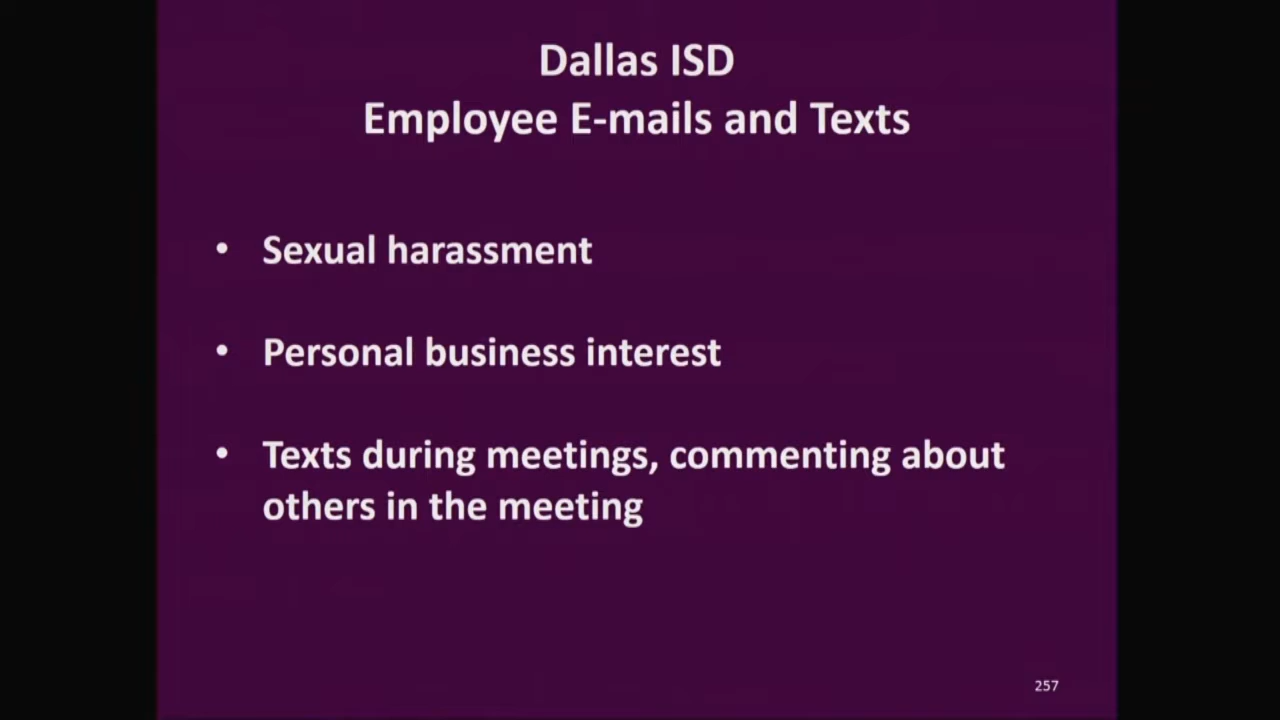 Dallas ISD
Employee E-mails and Texts
• Sexual harassment
• Personal business interest
• Texts during meetings, commenting about
others in the meeting
257